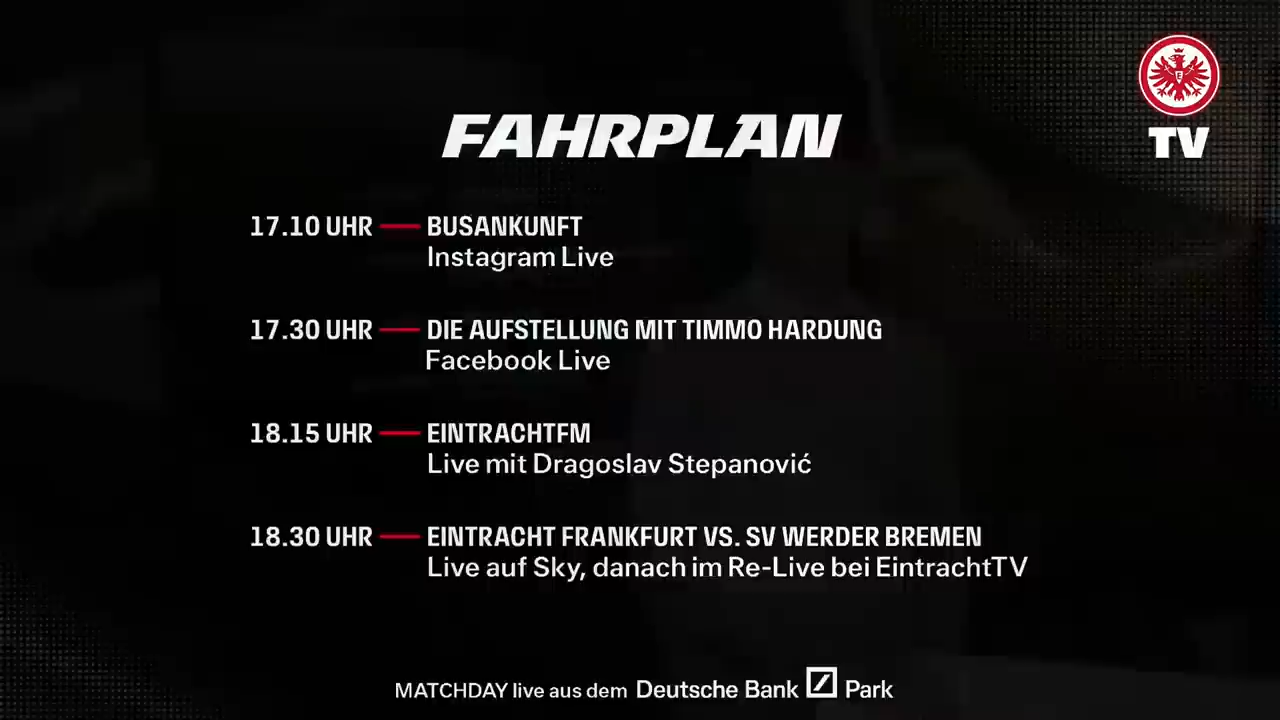 TV
FAHRPLAN
17.10 UHR — BUSANKUNFT
Instagram Live
17.30 UHR — DIE AUFSTELLUNG MIT TIMMO HARDUNG
Facebook Live
18.15 UHR — EINTRACHTFM
Live mit Dragoslav Stepanović
18.30 UHR — EINTRACHT FRANKFURT VS. SV WERDER BREMEN
Live auf Sky, danach im Re-Live bei EintrachtTV
MATCHDAY live aus dem Deutsche Bank Park